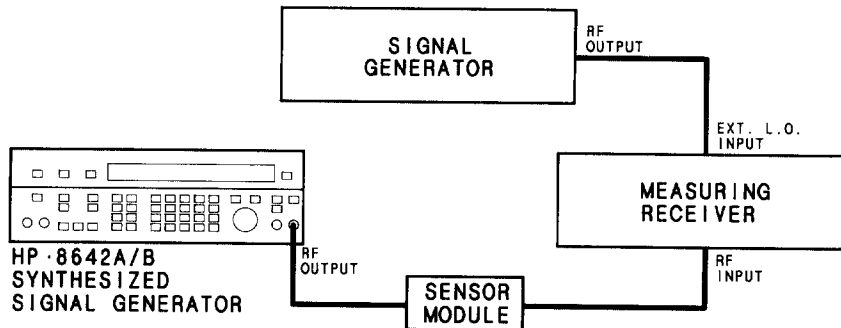 SIGNAL
GENERATOR
RF
OUTPUT
EXT. L.O.
INPUT
MEASURING
RECEIVER
HP·8642A/B
SYNTHESIZED
SIGNAL GENERATOR
RF
OUTPUT
RF
INPUT
SENSOR
MODULE